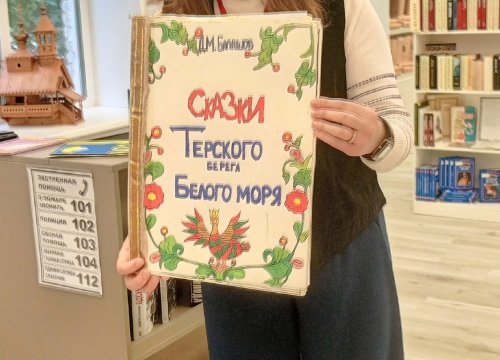 Д.М. Балашов
СКАЗКИ
ТЕРСКОГО
БЕРЕГА
БЕЛОГО МОРЯ
ЭКСТРЕННАЯ
ПОМОЩЬ
О ПОЖАРЕ
ЗВОНИТЬ 101
ПОЛИЦИЯ 102
СКОРАЯ
ПОМОЩЬ 103
АВАРИЙНАЯ
ГАЗОВАЯ СЛУЖБА 104
ЕДИНАЯ СЛУЖБА
СПАСЕНИЯ 112